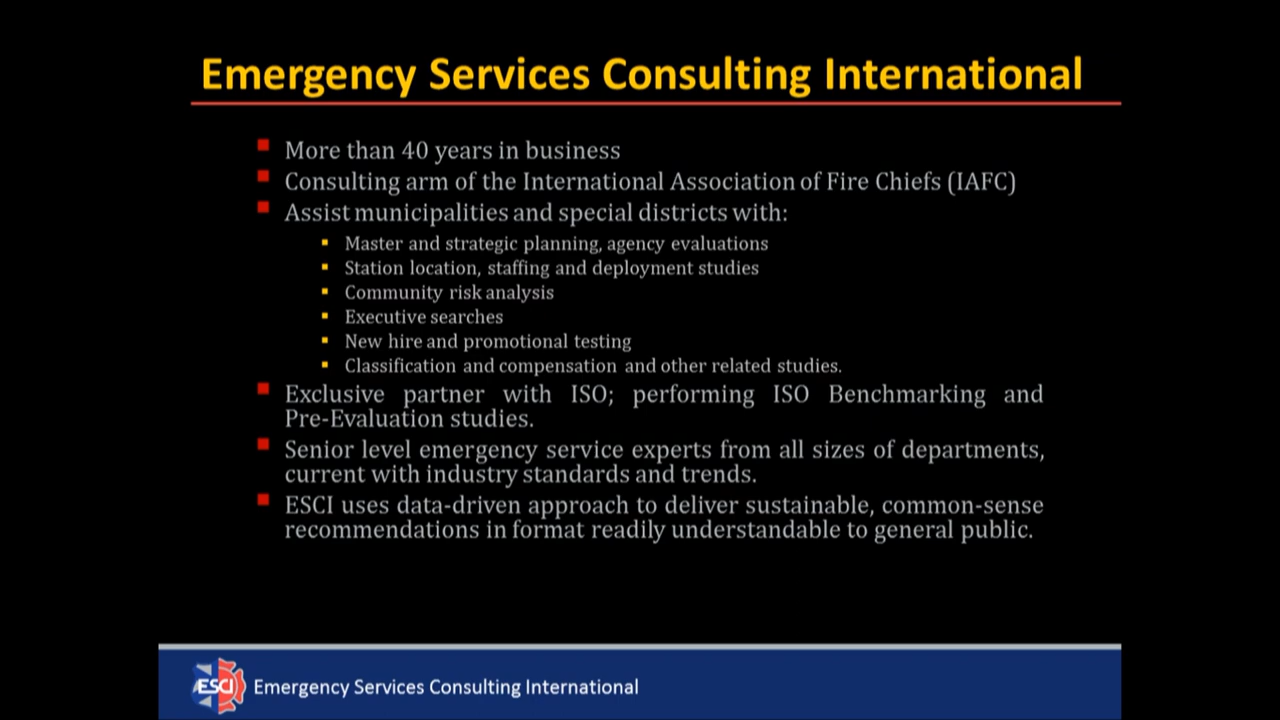 Emergency Services Consulting International
More than 40 years in business
Consulting arm of the International Association of Fire Chiefs (IAFC)
Assist municipalities and special districts with:
Master and strategic planning, agency evaluations
Station location, staffing and deployment studies
Community risk analysis
Executive searches
New hire and promotional testing
Classification and compensation and other related studies.
Exclusive partner with ISO; performing ISO Benchmarking and
Pre-Evaluation studies.
Senior level emergency service experts from all sizes of departments,
current with industry standards and trends.
ESCI uses data-driven approach to deliver sustainable, common-sense
recommendations in format readily understandable to general public.
ESCI Emergency Services Consulting International